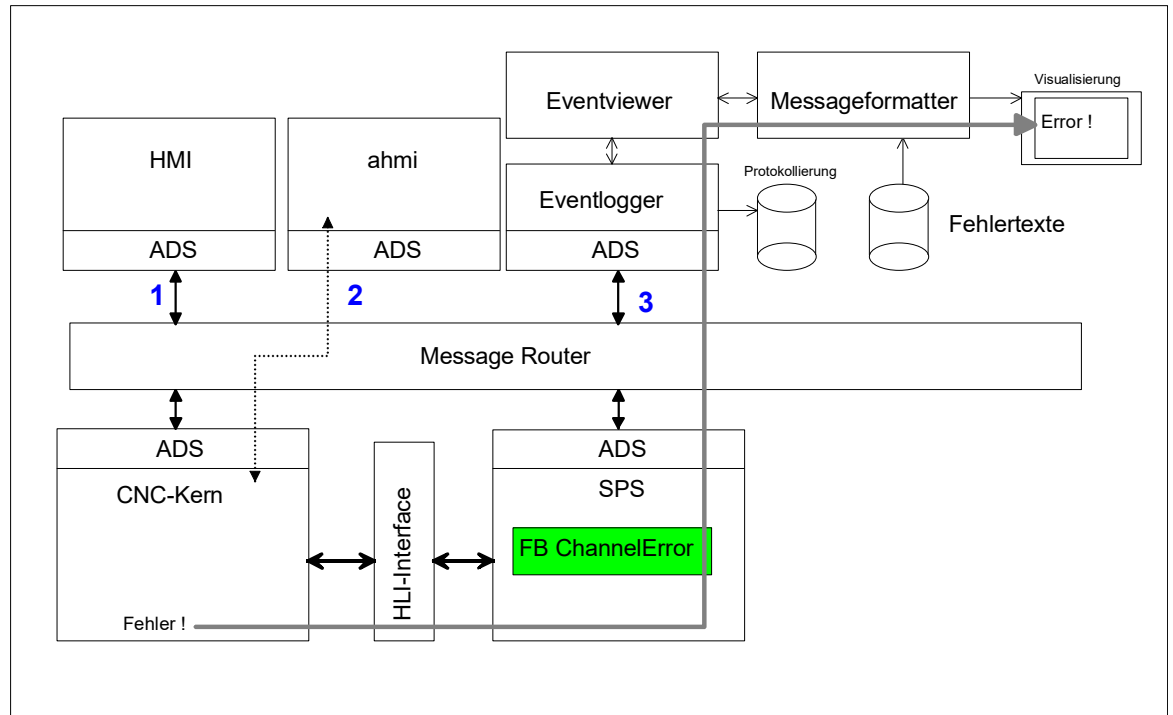 Visualisierung
Eventviewer
Messageformatter
Error !
HMI
ahmi
Protokollierung
Eventlogger
Fehlertexte
ADS
ADS
ADS
1
2
3
Message Router
ADS
ADS
CNC-Kern
SPS
HLI-Interface
FB ChannelError
Fehler !